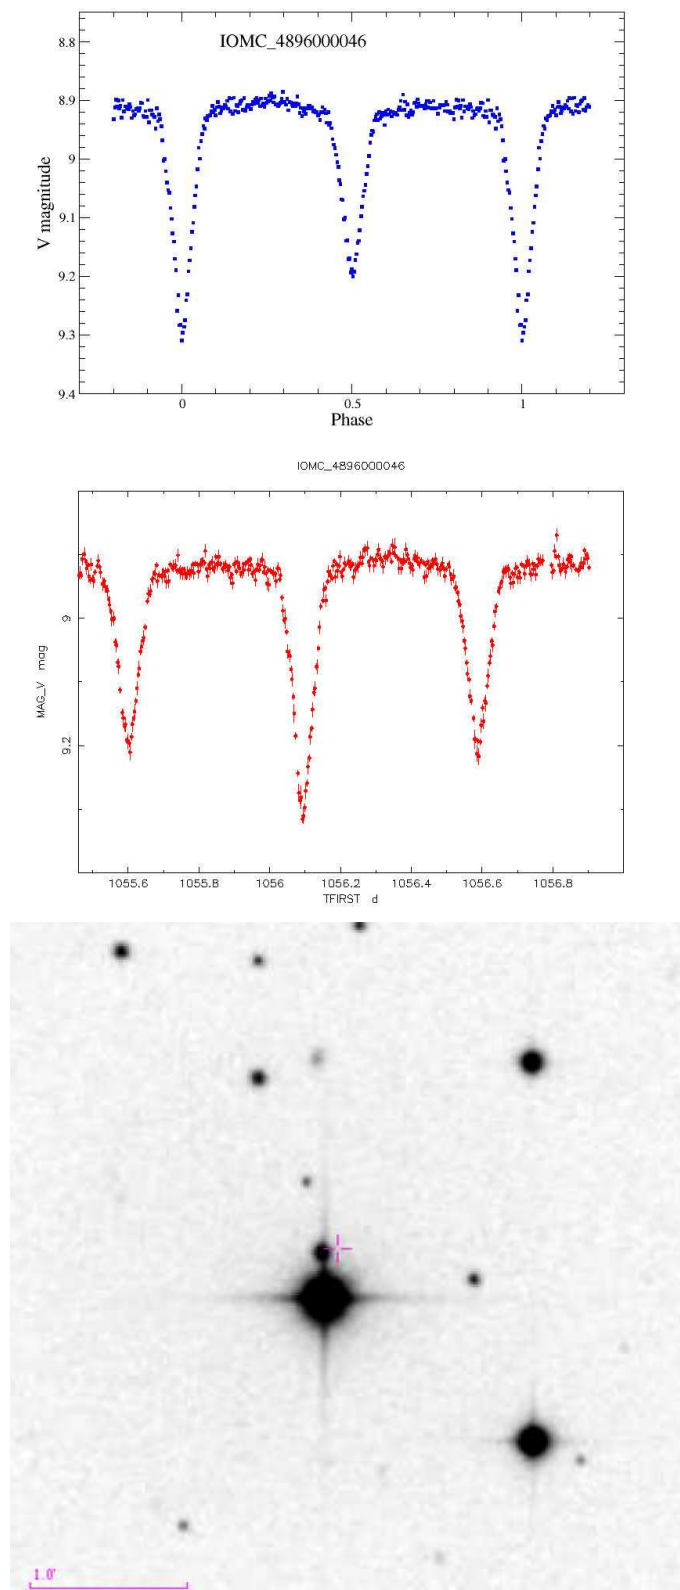 IOMC_4896000046
8.8
8.9
9
9.1
9.2
9.3
9.4
V magnitude
0 0.5 1
Phase
IOMC_4896000046
9
9.2
MAG_V mag
1055.6 1055.8 1056 1056.2 1056.4 1056.6 1056.8
TFIRST d
1.0'